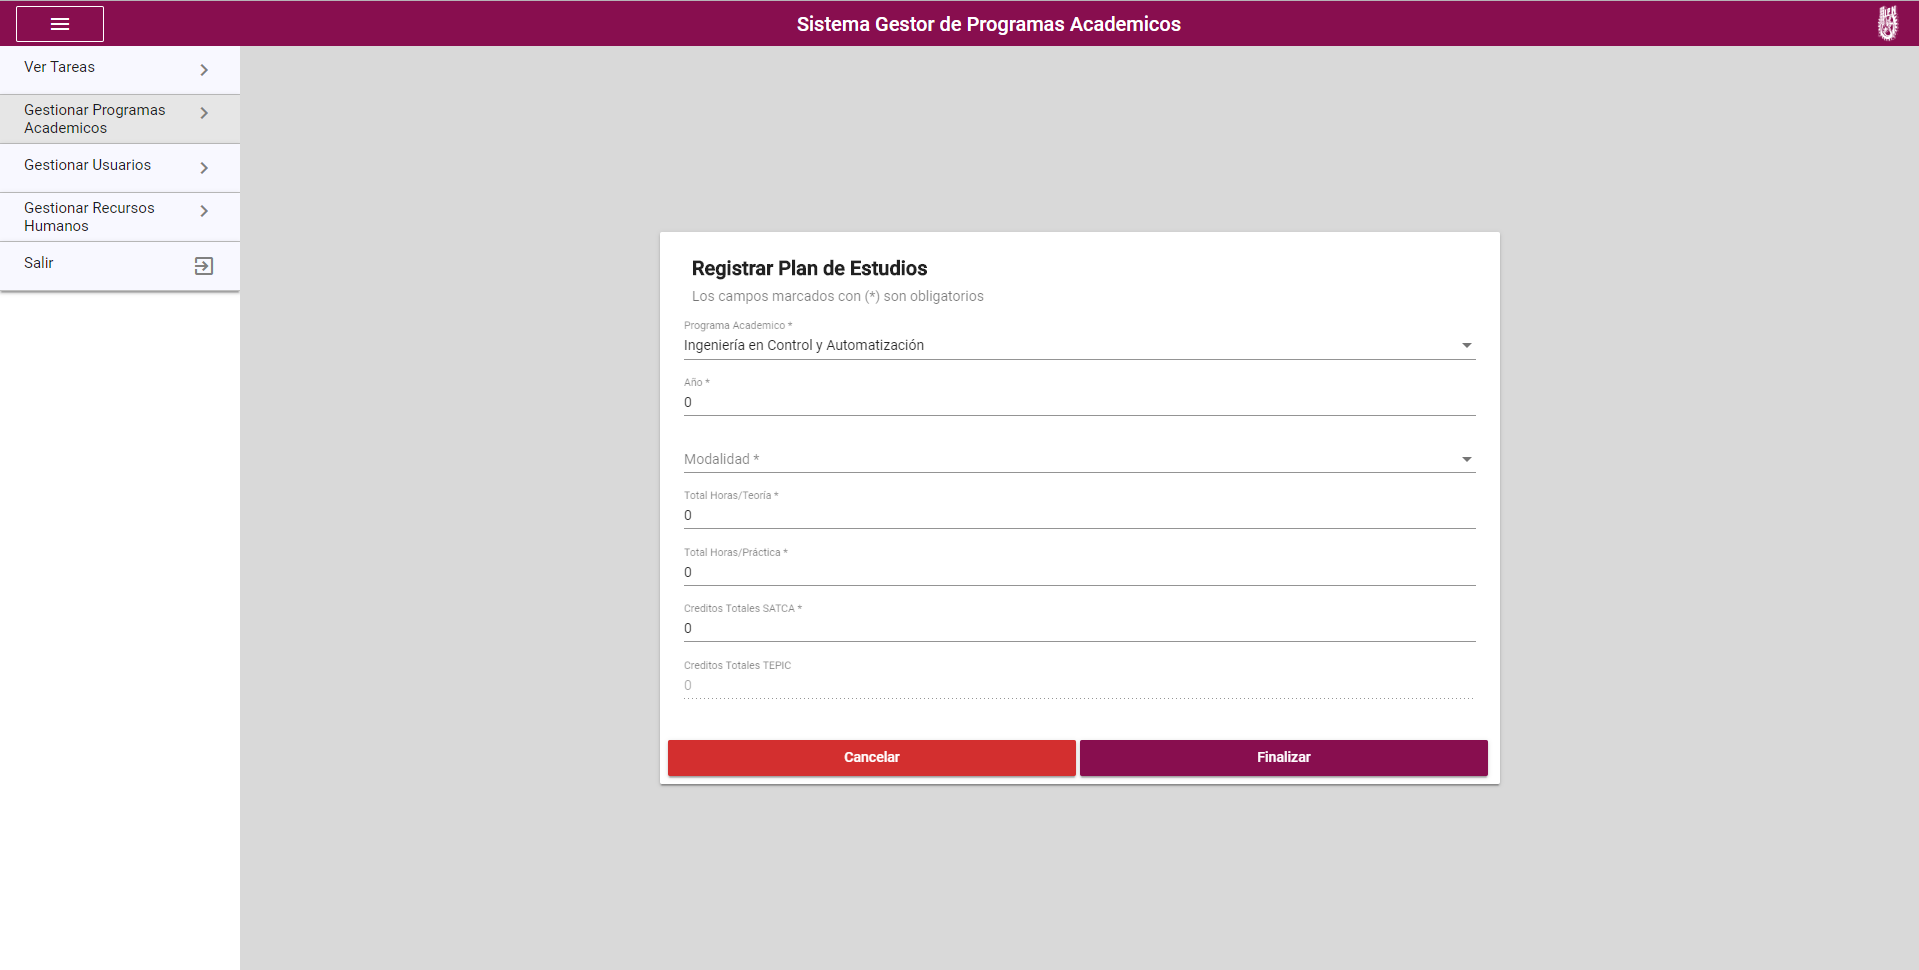 Sistema Gestor de Programas Academicos
Ver Tareas
Gestionar Programas
Academicos
Gestionar Usuarios
Gestionar Recursos
Humanos
Salir
Registrar Plan de Estudios
Los campos marcados con (*) son obligatorios
Programa Academico *
Ingeniería en Control y Automatización
Año *
0
Modalidad *
Total Horas/Teoría *
0
Total Horas/Práctica *
0
Creditos Totales SATCA *
0
Creditos Totales TEPIC
0
Cancelar
Finalizar